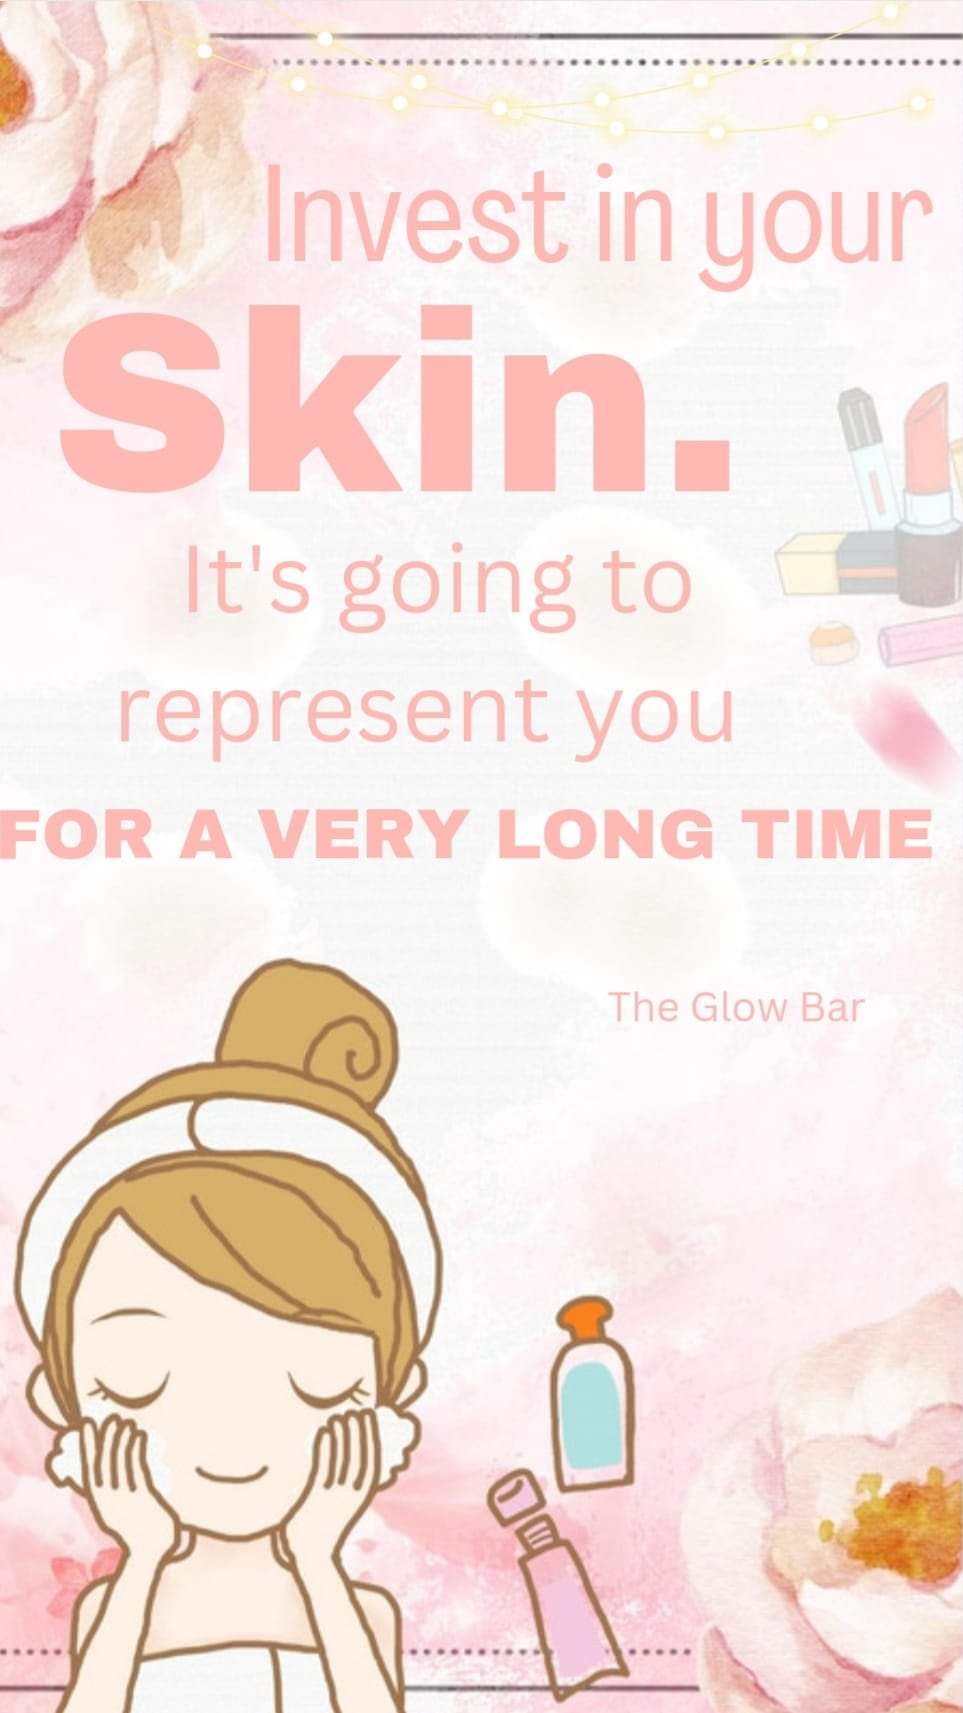 Invest in your
Skin.
It's going to
represent you
FOR A VERY LONG TIME
The Glow Bar